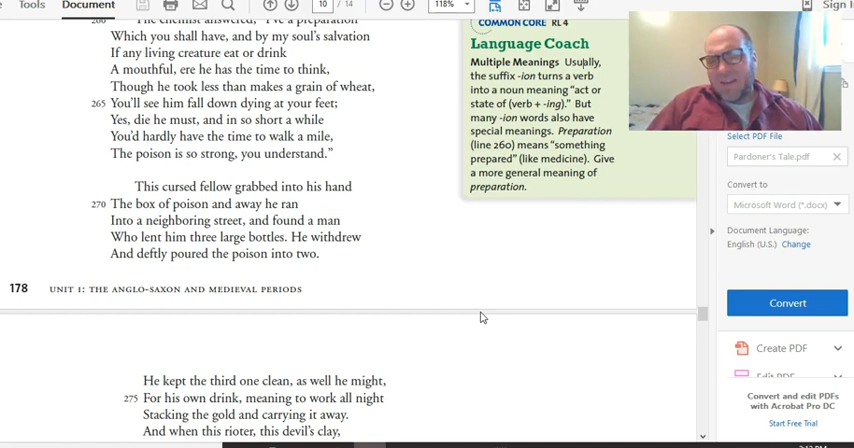 Tools
Document
10 / 14
118%
Sign In
260 The chemist answered, "I've a preparation
Which you shall have, and by my soul's salvation
If any living creature eat or drink
A mouthful, ere he has the time to think,
Though he took less than makes a grain of wheat,
265 You'll see him fall down dying at your feet;
Yes, die he must, and in so short a while
You'd hardly have the time to walk a mile,
The poison is so strong, you understand."
This cursed fellow grabbed into his hand
270 The box of poison and away he ran
Into a neighboring street, and found a man
Who lent him three large bottles. He withdrew
And deftly poured the poison into two.
178 UNIT 1: THE ANGLO-SAXON AND MEDIEVAL PERIODS
He kept the third one clean, as well he might,
275 For his own drink, meaning to work all night
Stacking the gold and carrying it away.
And when this rioter, this devil's clay,
COMMON CORE RL 4
Language Coach
Multiple Meanings Usually,
the suffix -ion turns a verb
into a noun meaning "act or
state of (verb + -ing)." But
many -ion words also have
special meanings. Preparation
(line 260) means "something
prepared" (like medicine). Give
a more general meaning of
preparation.
Select PDF File
Pardoner's Tale.pdf
Convert to
Microsoft Word (*.docx)
Document Language:
English (U.S.) Change
Convert
Create PDF
Edit PDF
Convert and edit PDFs
with Acrobat Pro DC
Start Free Trial